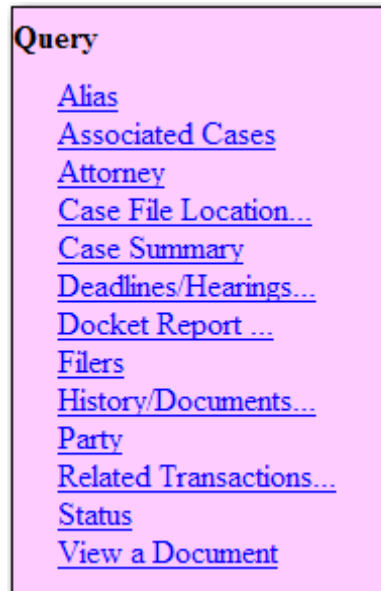 Query
Alias
Associated Cases
Attorney
Case File Location...
Case Summary
Deadlines/Hearings...
Docket Report ...
Filers
History/Documents...
Party
Related Transactions...
Status
View a Document